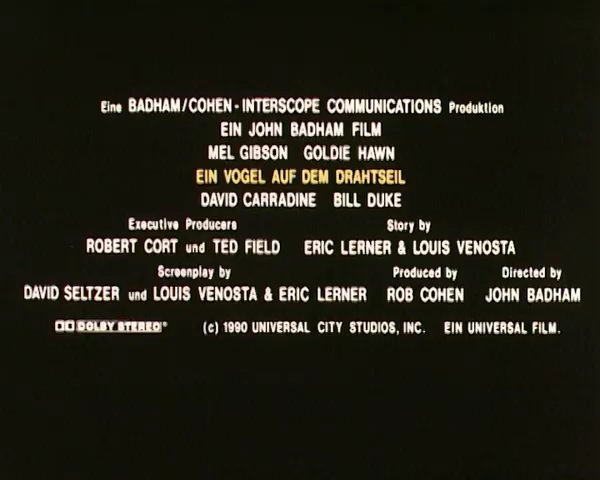 Eine BADHAM/COHEN - INTERSCOPE COMMUNICATIONS Produktion
EIN JOHN BADHAM FILM
MEL GIBSON GOLDIE HAWN
EIN VOGEL AUF DEM DRAHTSEIL
DAVID CARRADINE BILL DUKE
Executive Producers Story by
ROBERT CORT und TED FIELD ERIC LERNER & LOUIS VENOSTA
Screenplay by Produced by Directed by
DAVID SELTZER und LOUIS VENOSTA & ERIC LERNER ROB COHEN JOHN BADHAM
DOLBY STEREO® (c) 1990 UNIVERSAL CITY STUDIOS, INC. EIN UNIVERSAL FILM.